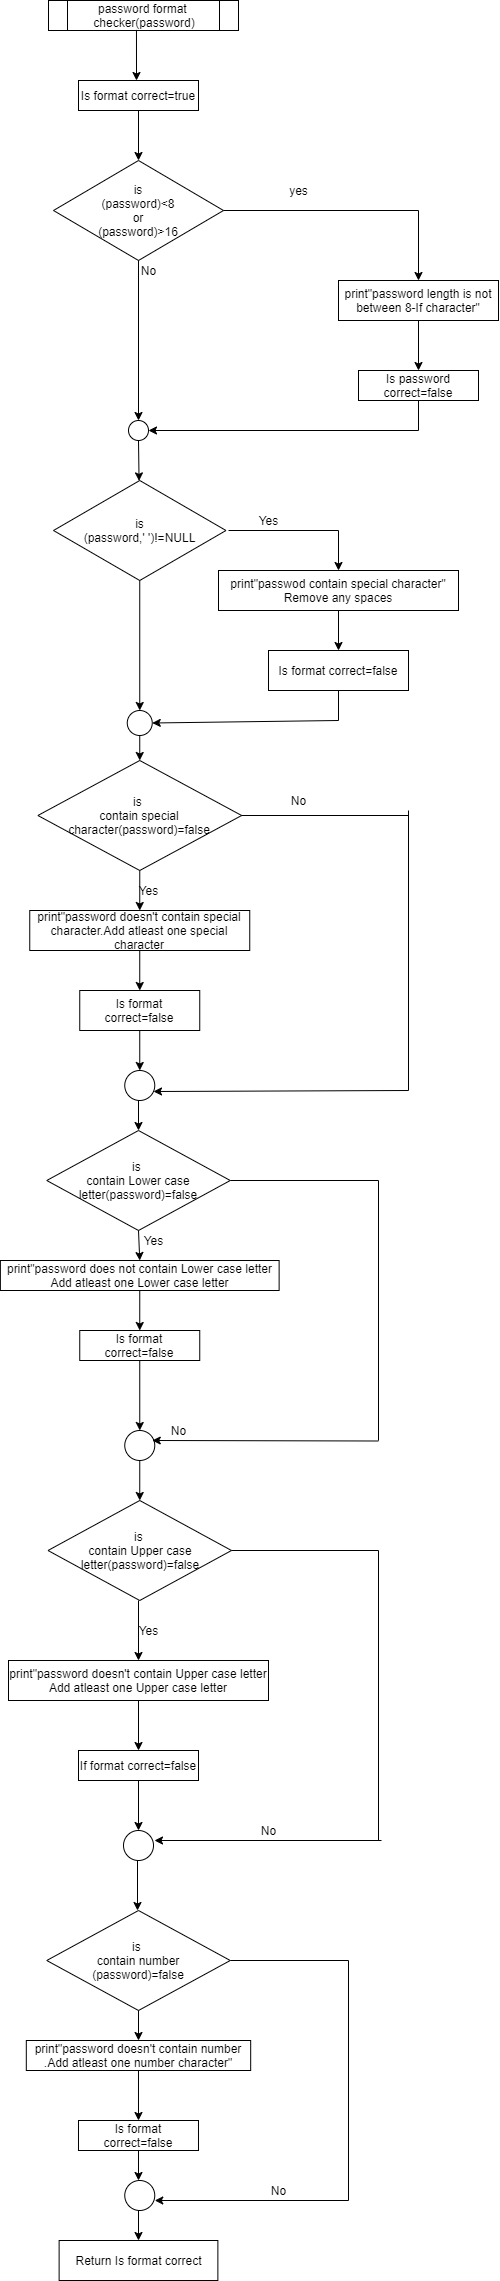 password format
checker(password)
Is format correct=true
is
(password)<8
or
(password)>16
yes
No
print"password length is not
between 8-If character"
Is password
correct=false
is
(password,' ')!=NULL
Yes
print"passwod contain special character"
Remove any spaces
Is format correct=false
is
contain special
character(password)=false
No
Yes
print"password doesn't contain special
character.Add atleast one special
character
Is format
correct=false
is
contain Lower case
letter(password)=false
Yes
print"password does not contain Lower case letter
Add atleast one Lower case letter
Is format
correct=false
No
is
contain Upper case
letter(password)=false
Yes
print"password doesn't contain Upper case letter
Add atleast one Upper case letter
If format correct=false
No
is
contain number
(password)=false
print"password doesn't contain number
.Add atleast one number character"
Is format
correct=false
No
Return Is format correct